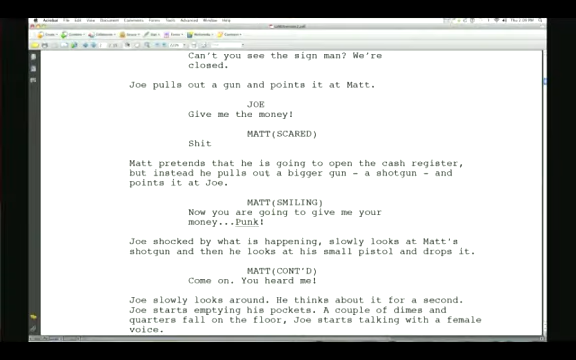 Can't you see the sign man? We're
closed.
Joe pulls out a gun and points it at Matt.
JOE
Give me the money!
MATT(SCARED)
Shit
Matt pretends that he is going to open the cash register,
but instead he pulls out a bigger gun - a shotgun - and
points it at Joe.
MATT(SMILING)
Now you are going to give me your
money...Punk!
Joe shocked by what is happening, slowly looks at Matt's
shotgun and then he looks at his small pistol and drops it.
MATT(CONT'D)
Come on. You heard me!
Joe slowly looks around. He thinks about it for a second.
Joe starts emptying his pockets. A couple of dimes and
quarters fall on the floor, Joe starts talking with a female
voice.